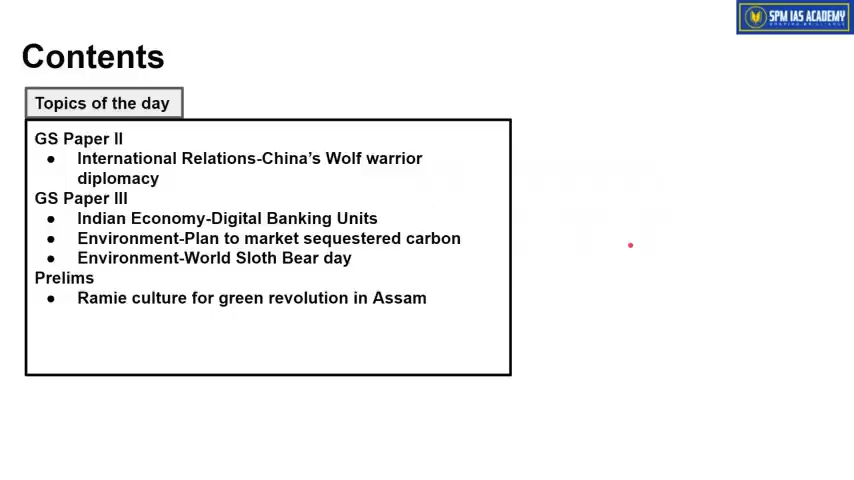 SPM IAS ACADEMY
Contents
Topics of the day
GS Paper II
● International Relations-China’s Wolf warrior
diplomacy
GS Paper III
● Indian Economy-Digital Banking Units
● Environment-Plan to market sequestered carbon
● Environment-World Sloth Bear day
Prelims
● Ramie culture for green revolution in Assam